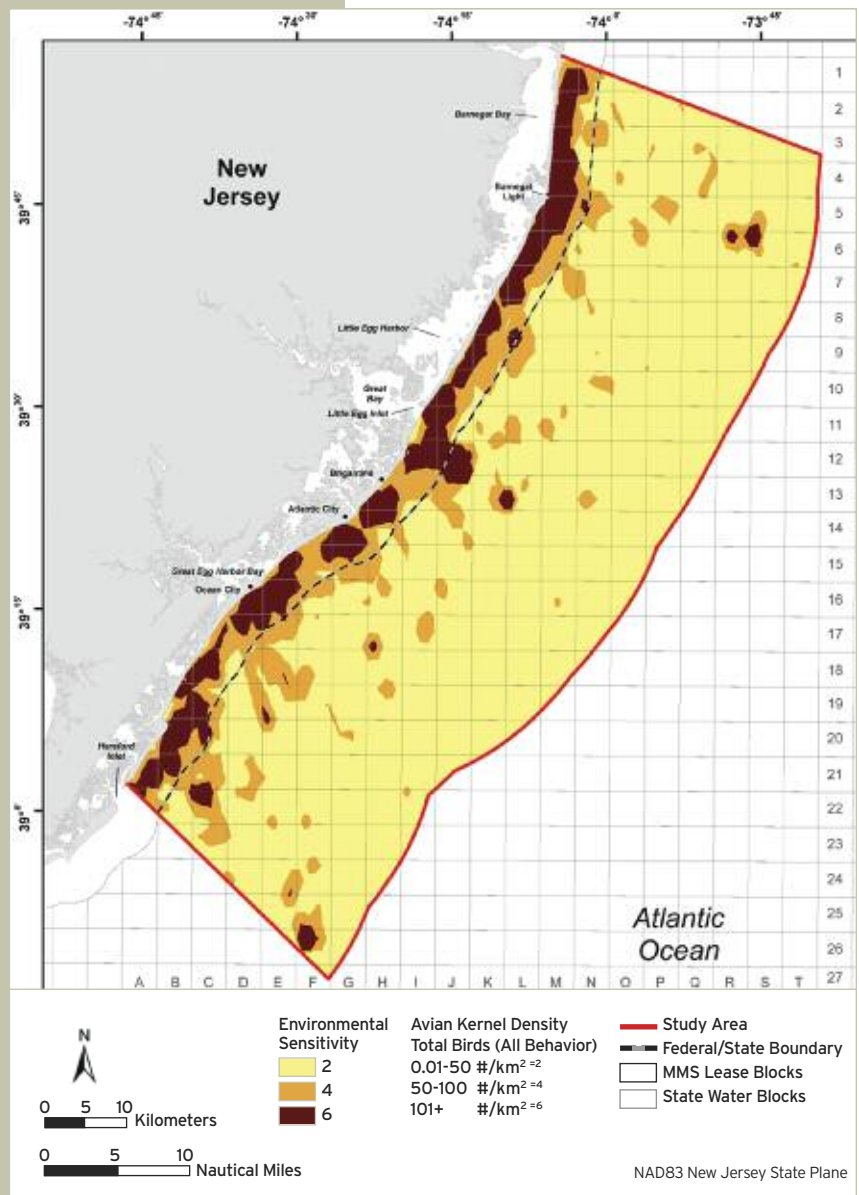 -74° 45'
-74° 30'
-74° 15'
-74° 0'
-73° 45'
1
2
Barnegat Bay
3
New
Jersey
4
Barnegat
Light
39° 45'
5
6
7
8
Little Egg Harbor
9
10
Great
Bay
39° 30'
Little Egg Inlet
11
12
Brigantine
13
Atlantic City
14
15
Great Egg Harbor Bay
Ocean City
16
39° 15'
17
18
19
20
Hereford
Inlet
21
22
39° 0'
23
24
25
Atlantic
Ocean
26
A B C D E F G H I J K L M N O P Q R S T
27
N
0 5 10 Kilometers
0 5 10 Nautical Miles
Environmental
Sensitivity
2
4
6
Avian Kernel Density
Total Birds (All Behavior)
0.01-50 #/km² =2
50-100 #/km² =4
101+ #/km² =6
Study Area
Federal/State Boundary
MMS Lease Blocks
State Water Blocks
NAD83 New Jersey State Plane